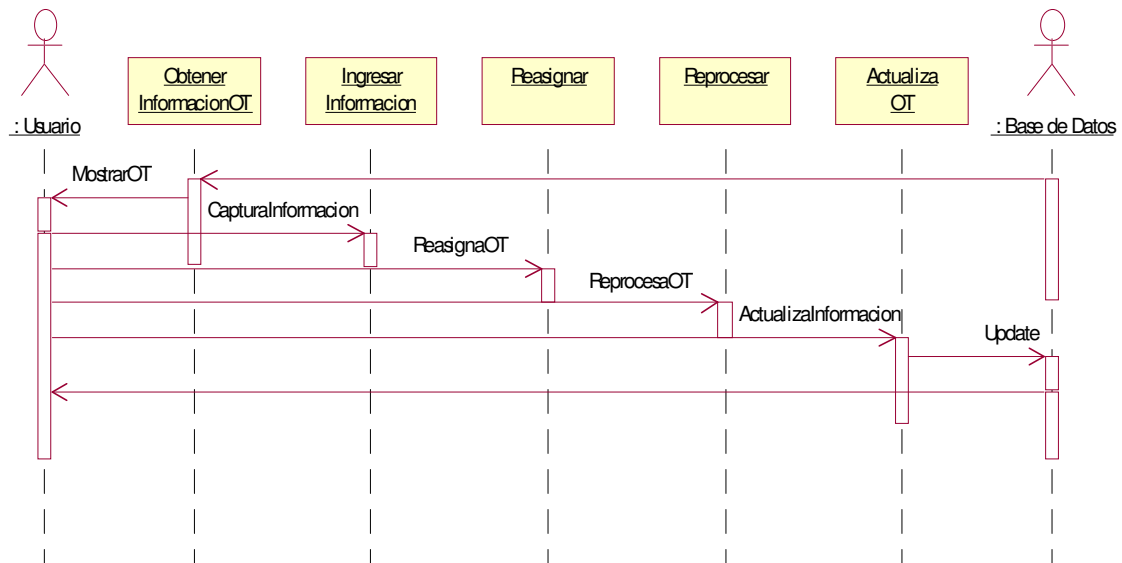 Obtener
InformacionOT
Ingresar
Informacion
Reasignar
Reprocesar
Actualiza
OT
: Usuario
: Base de Datos
MostrarOT
CapturaInformacion
ReasignaOT
ReprocesaOT
ActualizaInformacion
Update